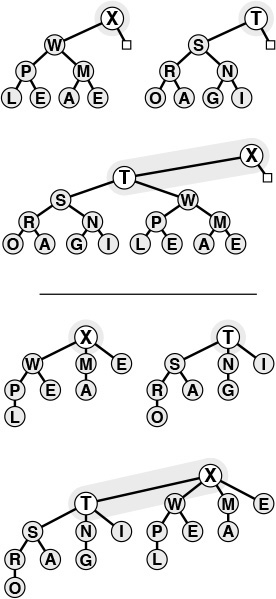 X T
W S
P M R N
L E A E O A G I
X
T
S W
R N P M
O A G I L E A E
X T
W M E S N I
P E A R A G
L O
X
T W M E
S N I P E A
R A G L
O